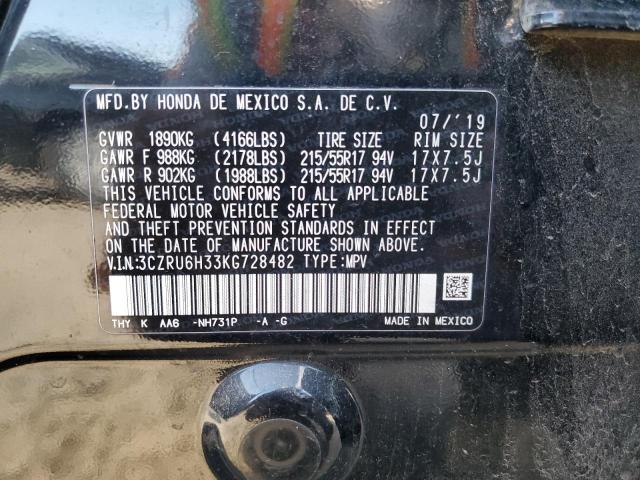 MFD.BY HONDA DE MEXICO S.A. DE C.V.
07/'19
GVWR 1890KG (4166LBS) TIRE SIZE RIM SIZE
GAWR F 988KG (2178LBS) 215/55R17 94V 17X7.5J
GAWR R 902KG (1988LBS) 215/55R17 94V 17X7.5J
THIS VEHICLE CONFORMS TO ALL APPLICABLE
FEDERAL MOTOR VEHICLE SAFETY
AND THEFT PREVENTION STANDARDS IN EFFECT
ON THE DATE OF MANUFACTURE SHOWN ABOVE.
V.I.N:3CZRU6H33KG728482 TYPE:MPV
THY K AA6 -NH731P -A -G MADE IN MEXICO